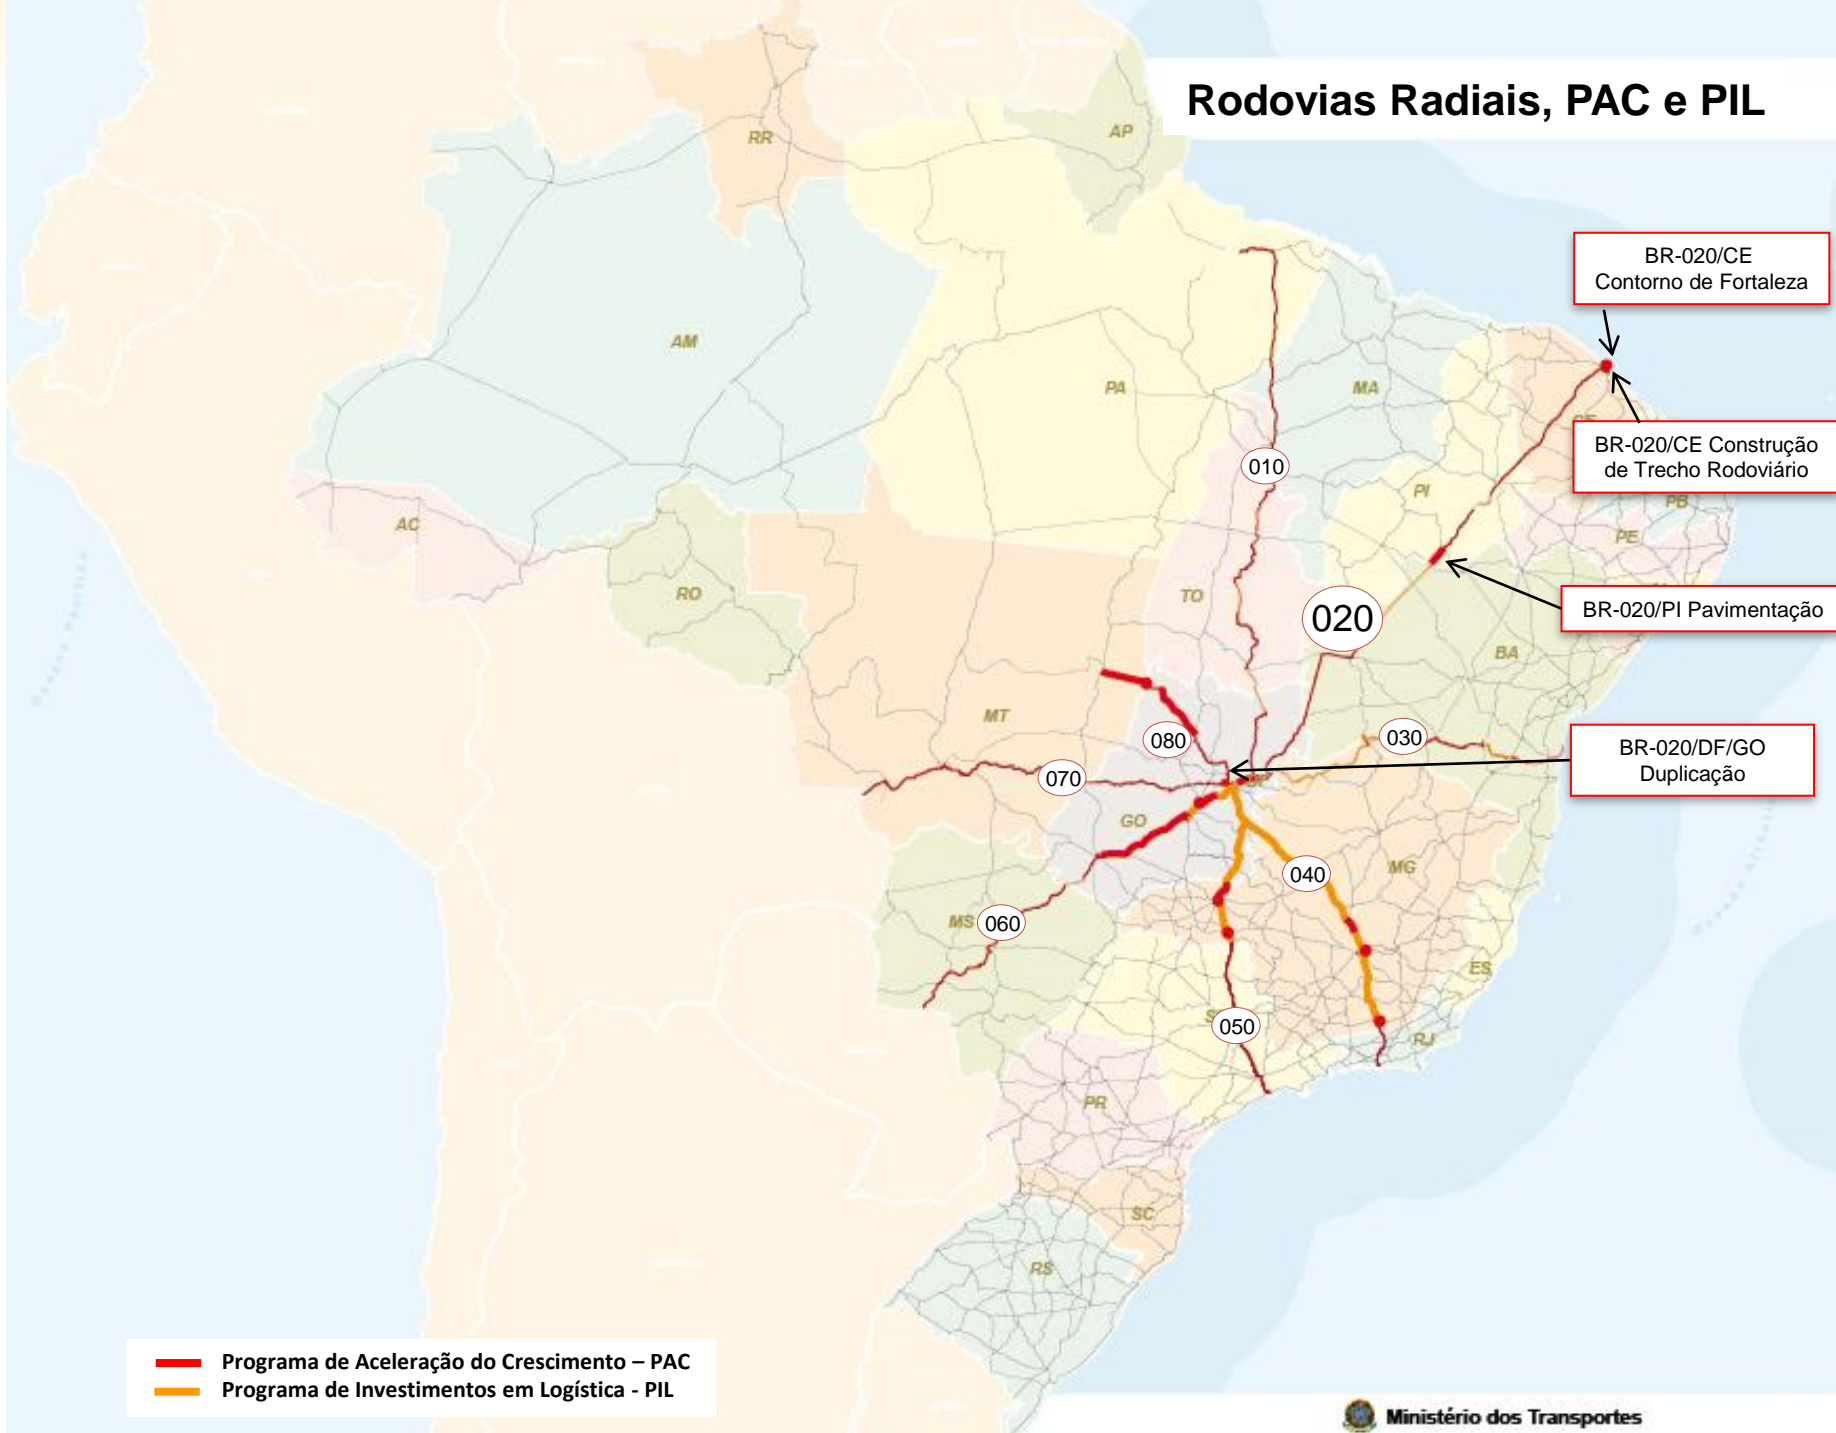 Rodovias Radiais, PAC e PIL
RR
AP
AM
PA
MA
BR-020/CE
Contorno de Fortaleza
CE
BR-020/CE Construção
de Trecho Rodoviário
010
PI
PB
PE
AC
RO
TO
020
BR-020/PI Pavimentação
BA
MT
080
030
BR-020/DF/GO
Duplicação
070
DF
GO
040
MG
MS
060
ES
050
RJ
PR
SC
RS
Programa de Aceleração do Crescimento – PAC
Programa de Investimentos em Logística - PIL
Ministério dos Transportes